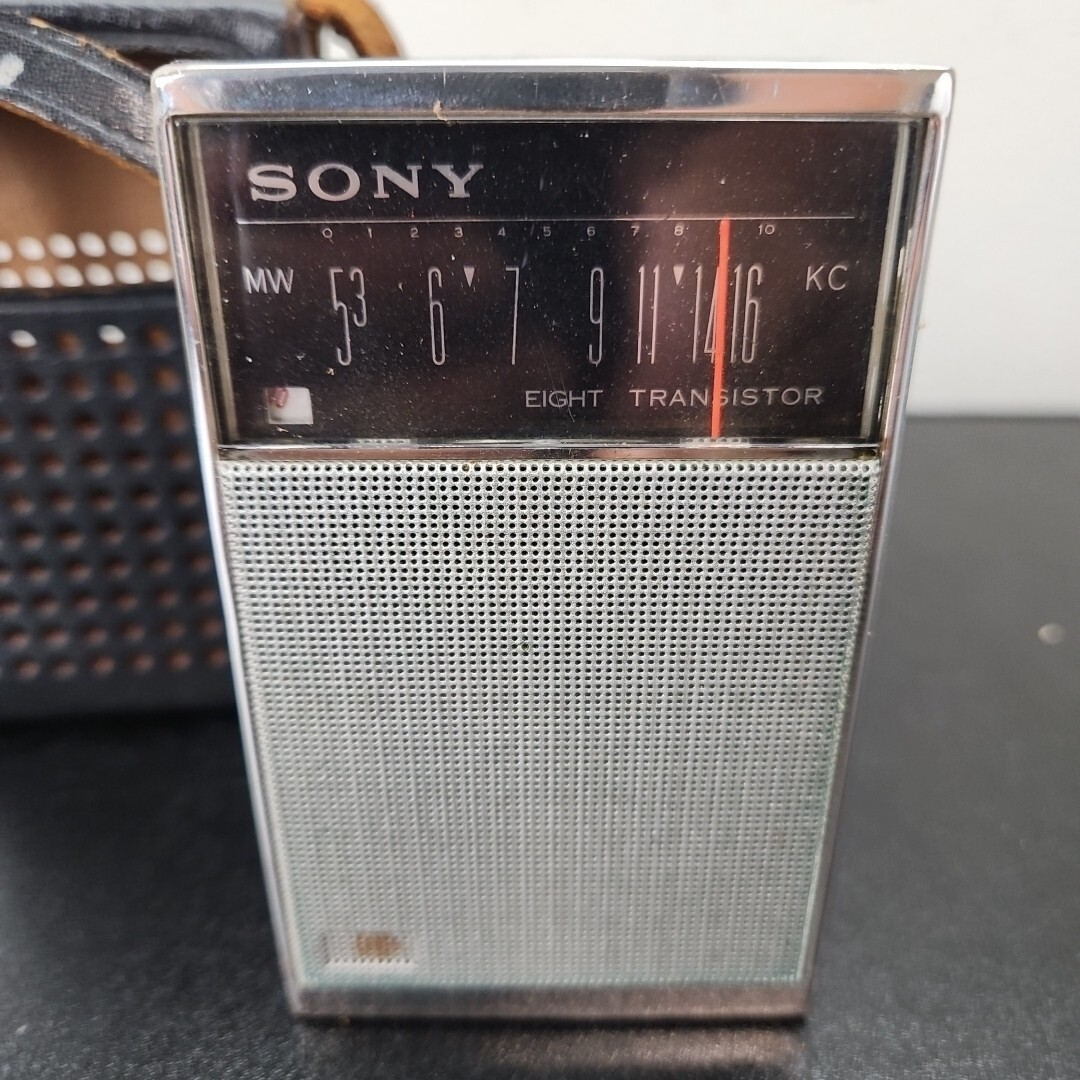 SONY
0 1 2 3 4 5 6 7 8 10
MW 53 6 7 9 11 14 16 KC
EIGHT TRANSISTOR